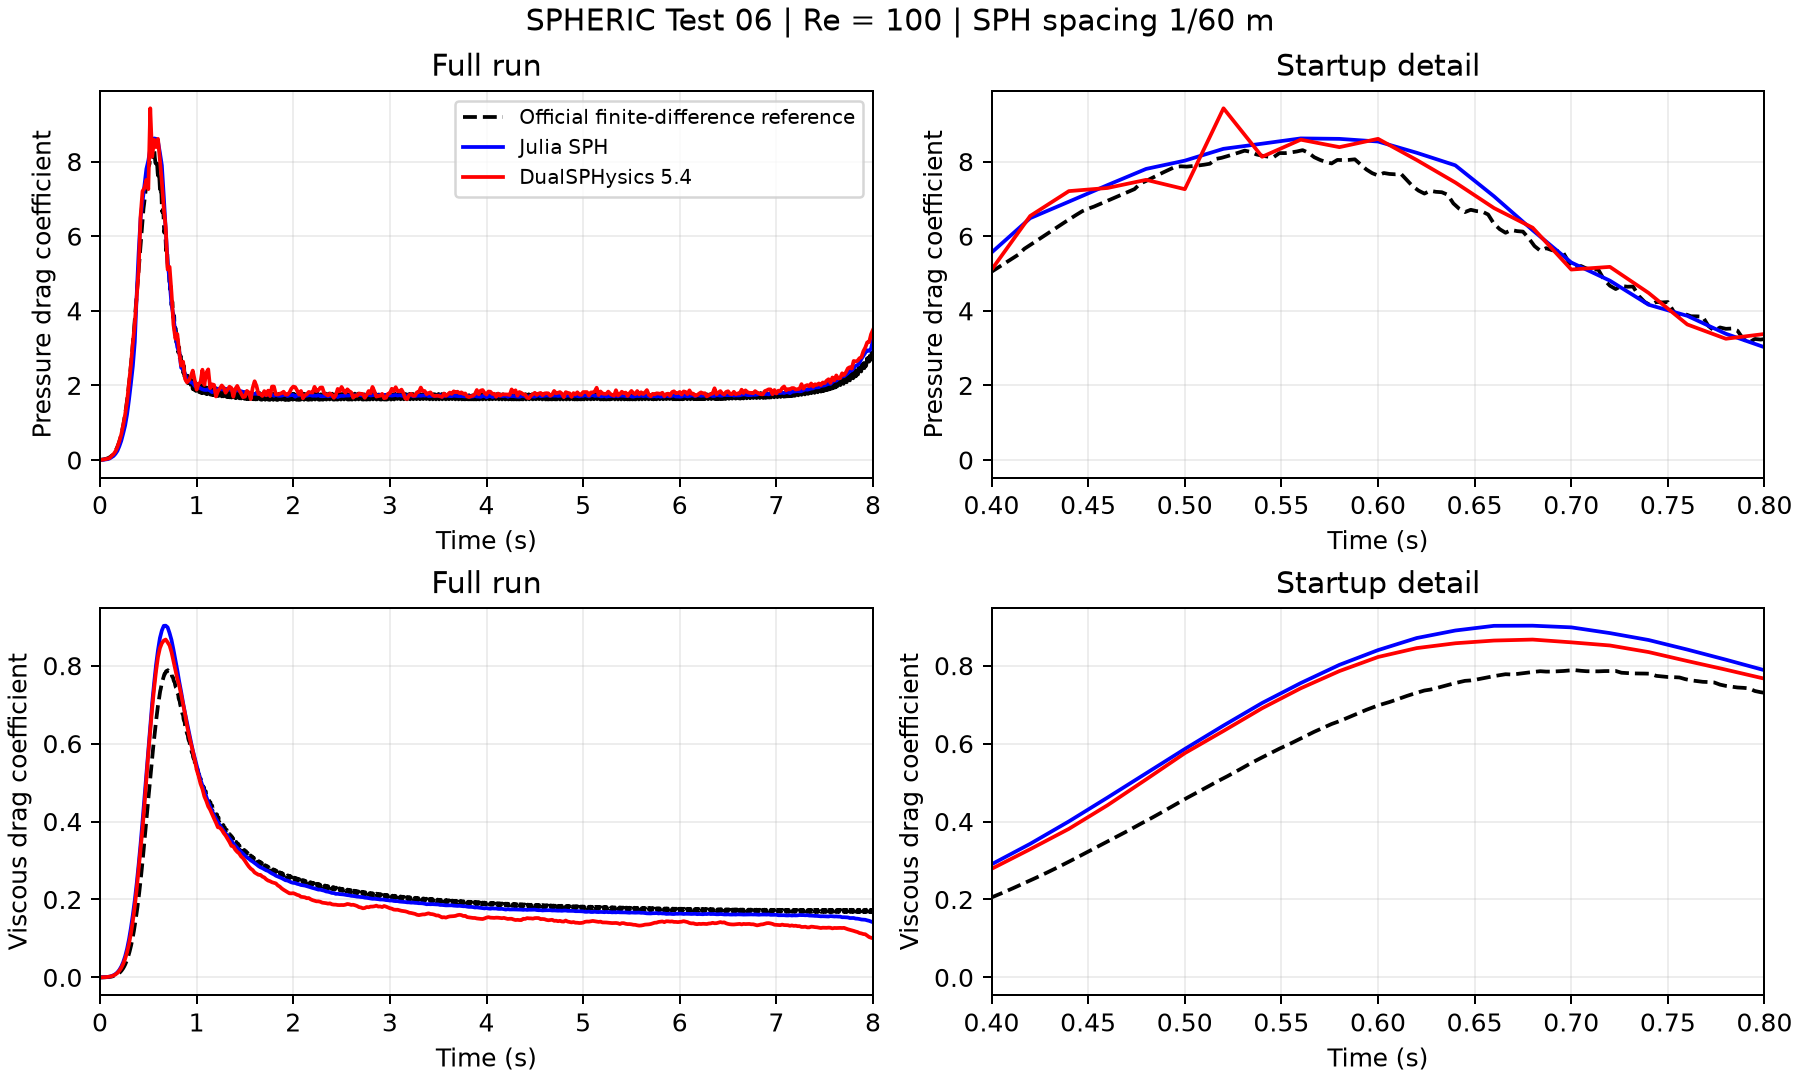 SPHERIC Test 06 | Re = 100 | SPH spacing 1/60 m
Full run
Pressure drag coefficient
8
6
4
2
0
Official finite-difference reference
Julia SPH
DualSPHysics 5.4
0 1 2 3 4 5 6 7 8
Time (s)
Startup detail
Pressure drag coefficient
8
6
4
2
0
0.40 0.45 0.50 0.55 0.60 0.65 0.70 0.75 0.80
Time (s)
Full run
Viscous drag coefficient
0.8
0.6
0.4
0.2
0.0
0 1 2 3 4 5 6 7 8
Time (s)
Startup detail
Viscous drag coefficient
0.8
0.6
0.4
0.2
0.0
0.40 0.45 0.50 0.55 0.60 0.65 0.70 0.75 0.80
Time (s)